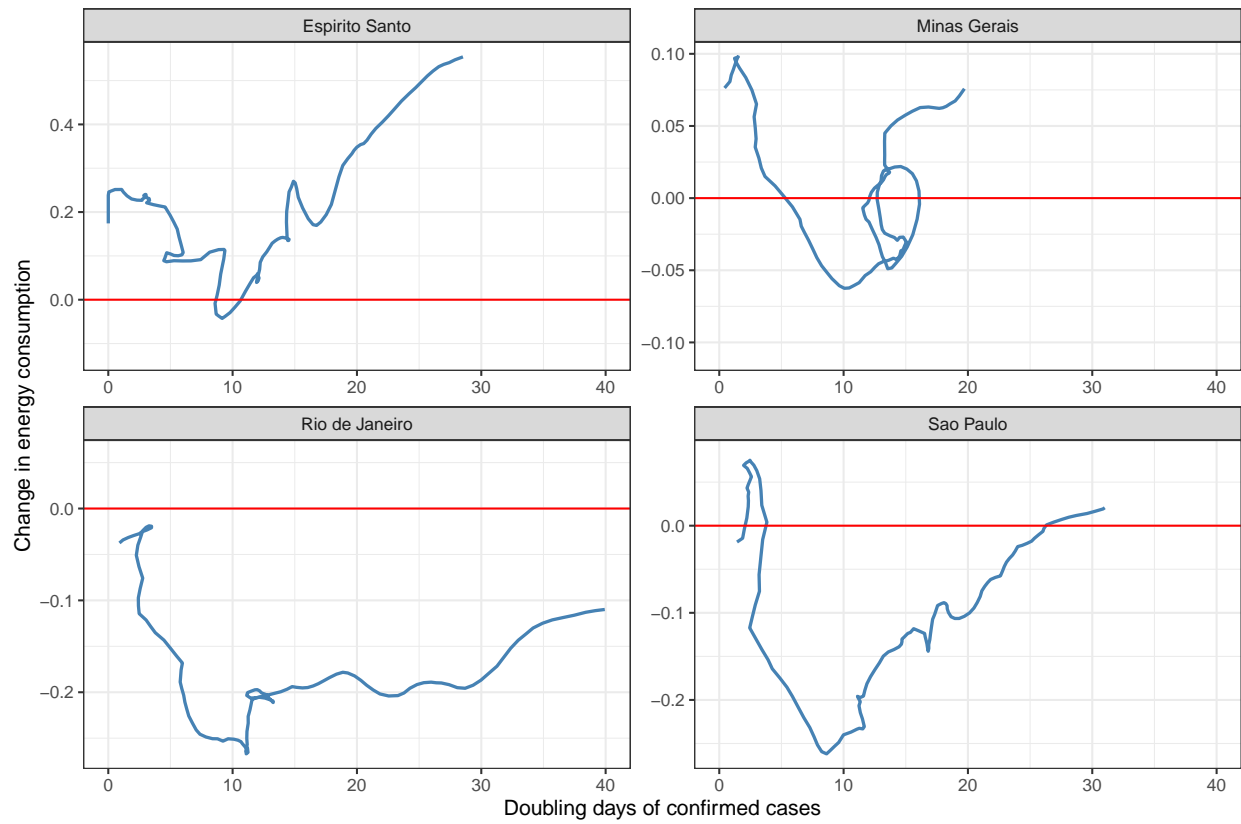 Espirito Santo
Minas Gerais
0.4
0.2
0.0
0.10
0.05
0.00
−0.05
−0.10
0 10 20 30 40
0 10 20 30 40
Rio de Janeiro
Sao Paulo
0.0
−0.1
−0.2
0.0
−0.1
−0.2
0 10 20 30 40
0 10 20 30 40
Change in energy consumption
Doubling days of confirmed cases